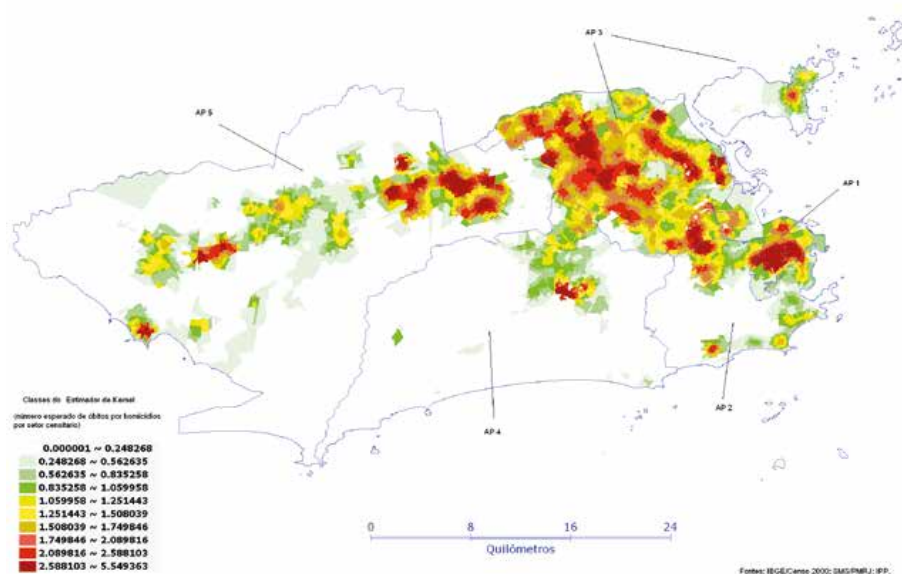 AP 3
AP 5
AP 1
AP 4
AP 2
Classes do Estimador de Kernel
(número esperado de óbitos por homicídios
por setor censitário)
0.000001 ~ 0.248268
0.248268 ~ 0.562635
0.562635 ~ 0.835258
0.835258 ~ 1.059958
1.059958 ~ 1.251443
1.251443 ~ 1.508039
1.508039 ~ 1.749846
1.749846 ~ 2.089816
2.089816 ~ 2.588103
2.588103 ~ 5.549363
0 8 16 24
Quilômetros
Fontes: IBGE/Censo 2000; SMS/PMRJ; IPP.